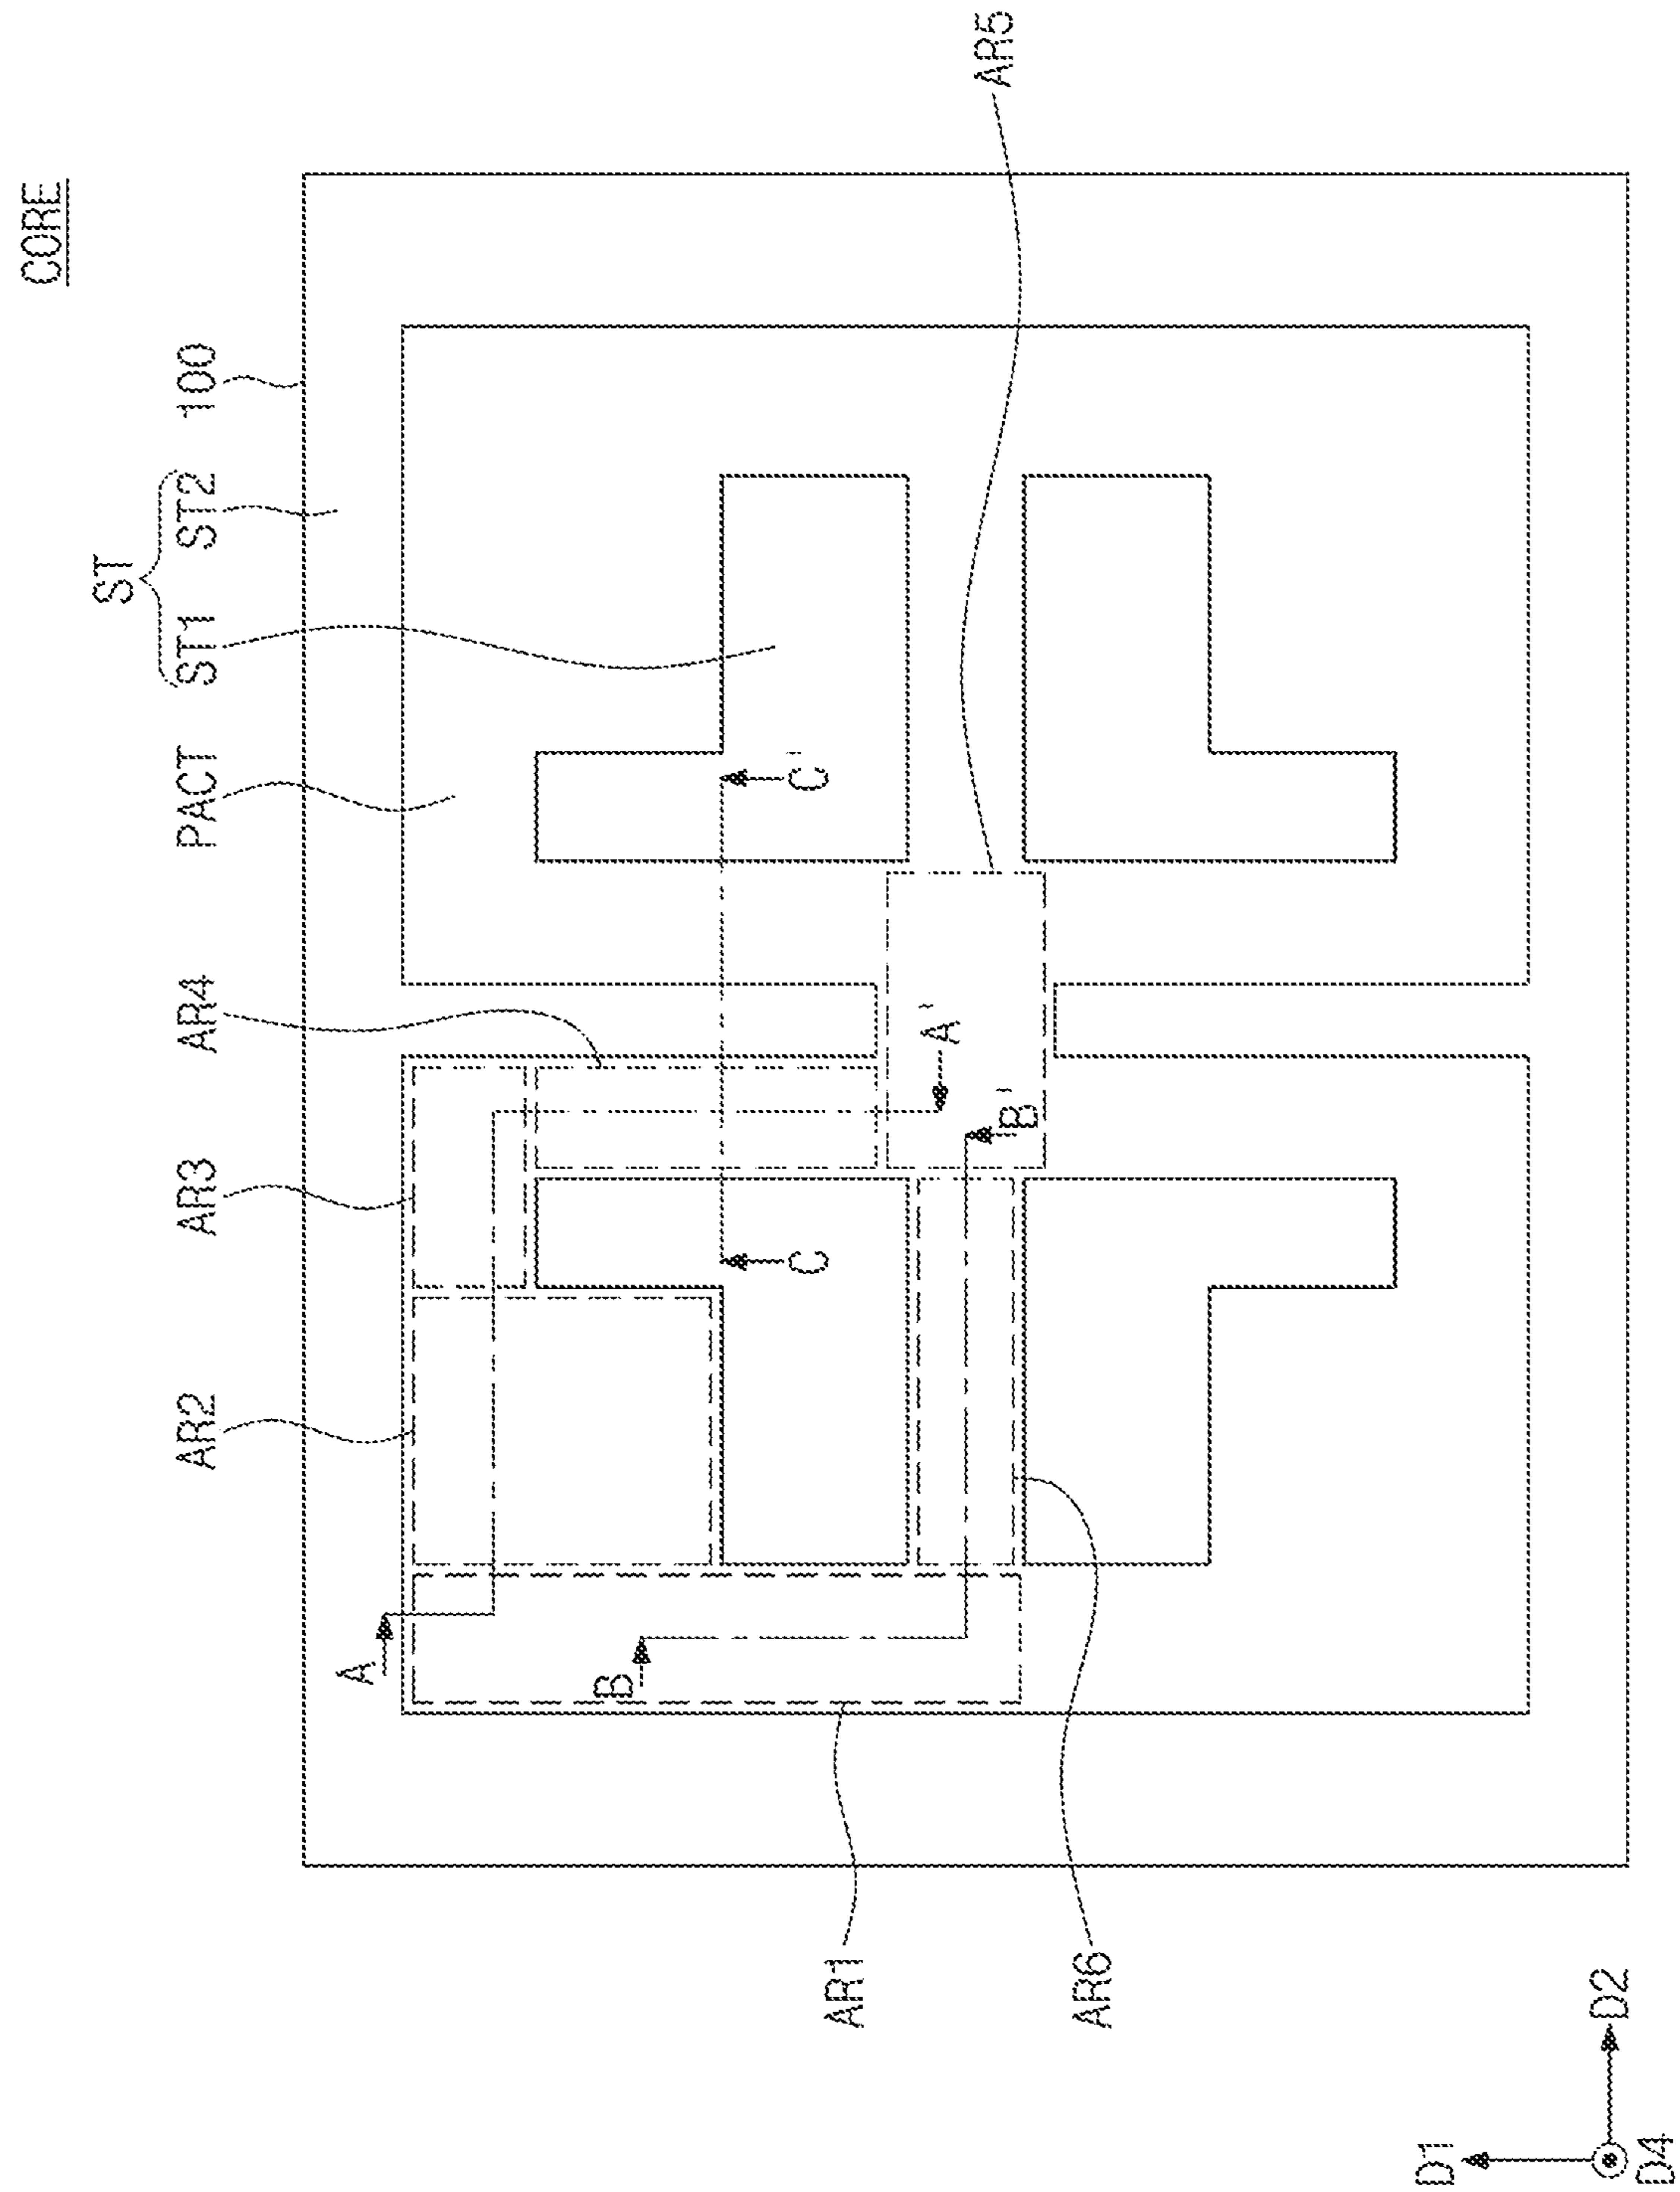 CORE
ST
AR2 AR3 AR4 PACT ST1 ST2 100
AR5
A
B
A'
B'
C
C'
AR1
AR6
D1
D2
D4